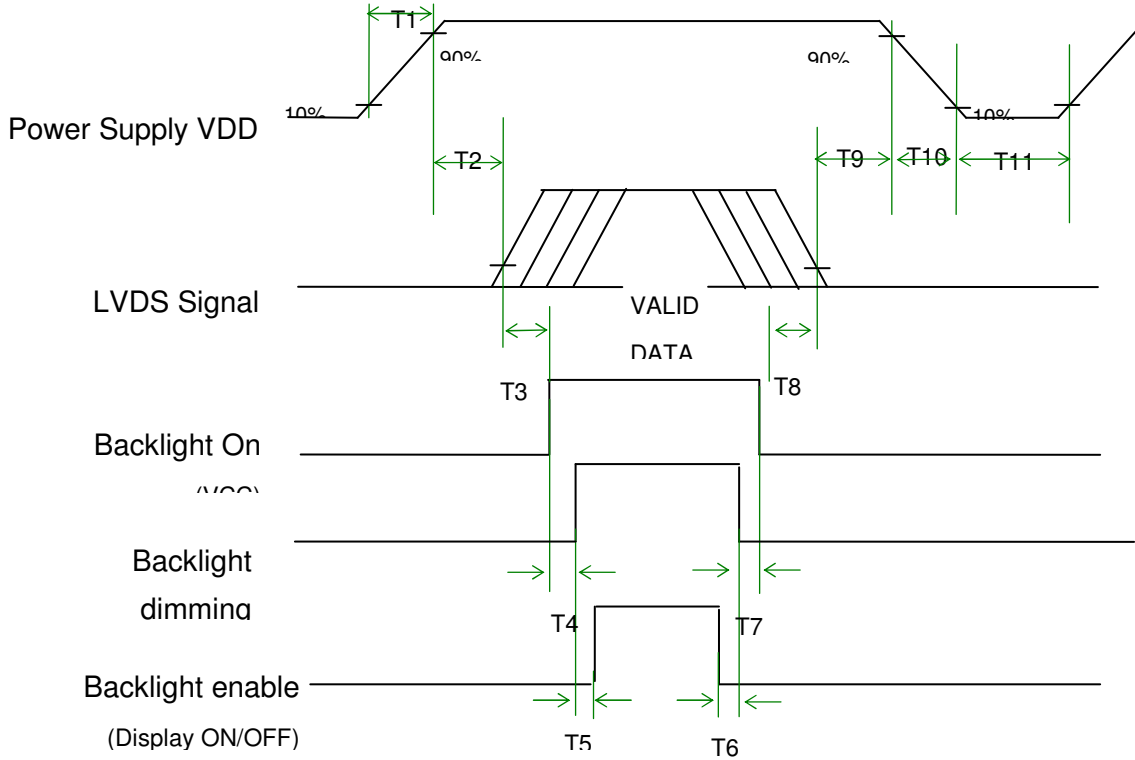 T1
90%
90%
10%
10%
Power Supply VDD
T2
T9
T10
T11
LVDS Signal
VALID
DATA
T3
T8
Backlight On
(VCC)
Backlight
dimming
T4
T7
Backlight enable
(Display ON/OFF)
T5
T6